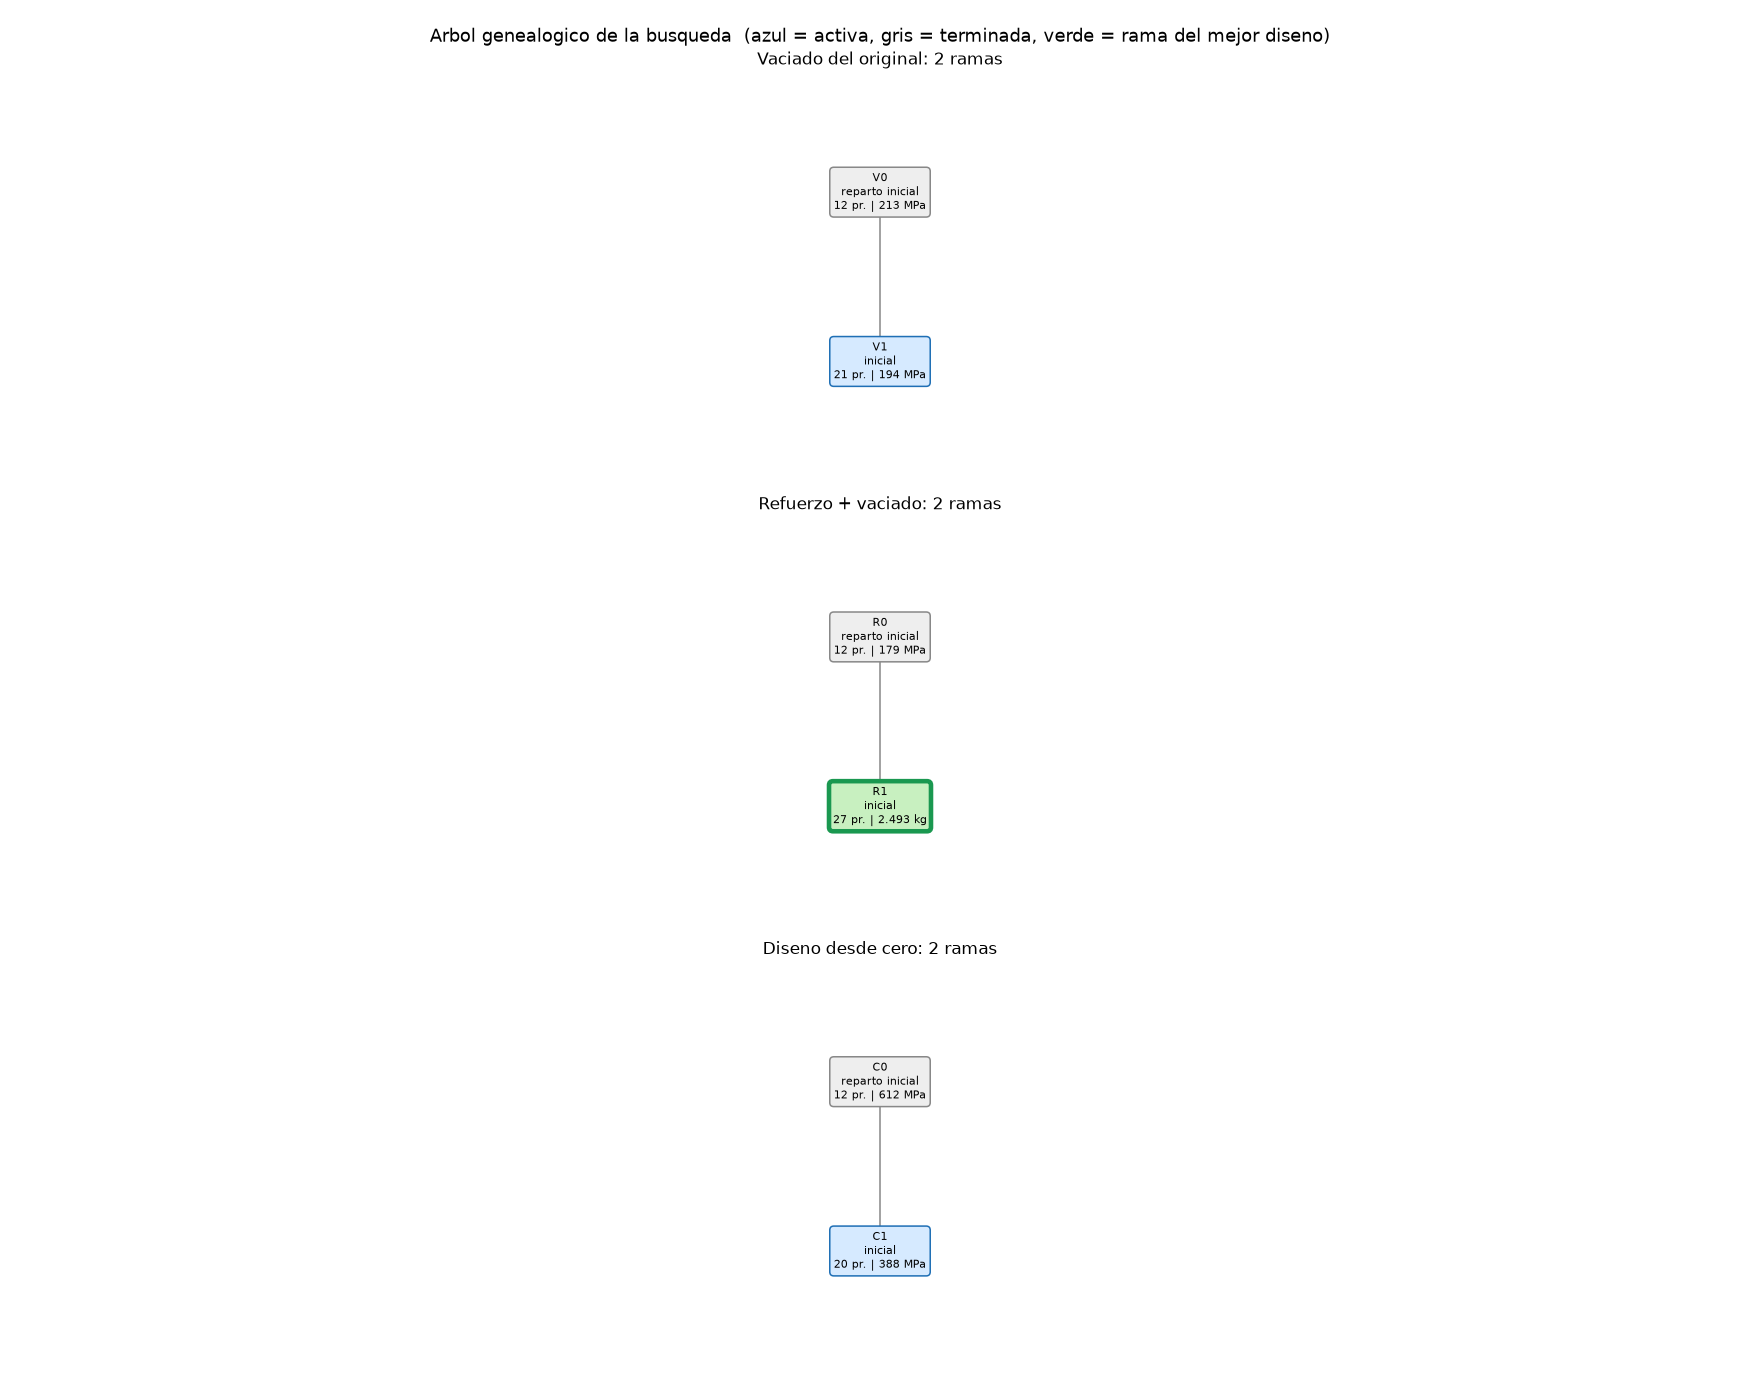 Arbol genealogico de la busqueda  (azul = activa, gris = terminada, verde = rama del mejor diseno)
Vaciado del original: 2 ramas
V0
reparto inicial
12 pr. | 213 MPa
V1
inicial
21 pr. | 194 MPa
Refuerzo + vaciado: 2 ramas
R0
reparto inicial
12 pr. | 179 MPa
R1
inicial
27 pr. | 2.493 kg
Diseno desde cero: 2 ramas
C0
reparto inicial
12 pr. | 612 MPa
C1
inicial
20 pr. | 388 MPa